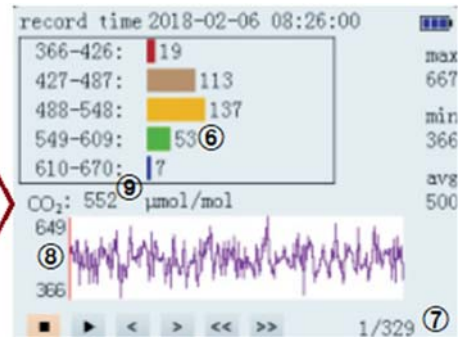 record time 2018-02-06 08:26:00
366-426: 19
max
427-487: 113
667
488-548: 137
min
549-609: 53 ⑥
366
610-670: 7
avg
⑨
CO₂: 552 μmol/mol
500
649
⑧
366
■ ▶ < > << >> 1/329 ⑦